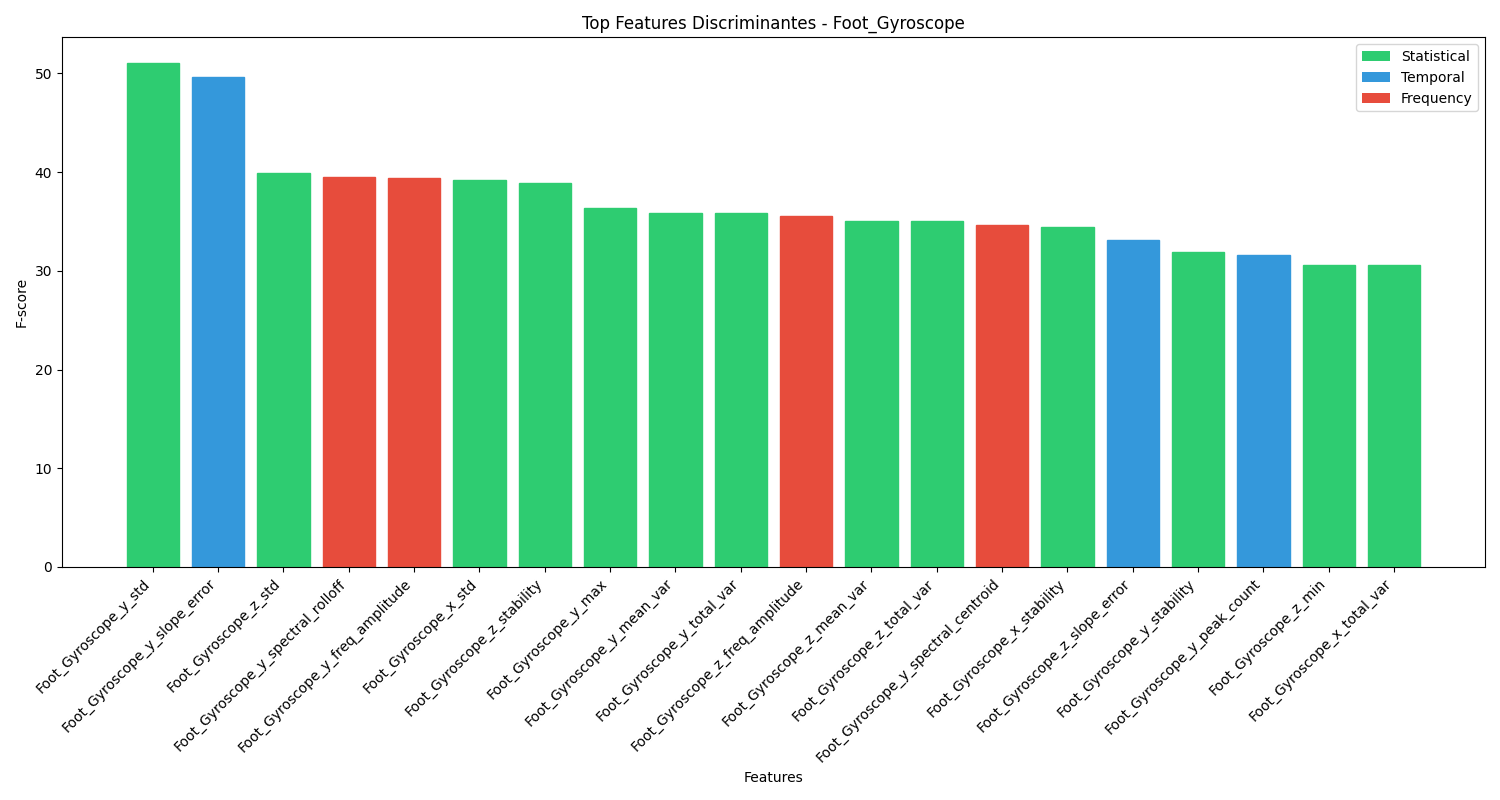 Top Features Discriminantes - Foot_Gyroscope
Statistical
Temporal
Frequency
F-score
50
40
30
20
10
0
Foot_Gyroscope_y_std
Foot_Gyroscope_y_slope_error
Foot_Gyroscope_z_std
Foot_Gyroscope_y_spectral_rolloff
Foot_Gyroscope_y_freq_amplitude
Foot_Gyroscope_x_std
Foot_Gyroscope_z_stability
Foot_Gyroscope_y_max
Foot_Gyroscope_y_mean_var
Foot_Gyroscope_y_total_var
Foot_Gyroscope_z_freq_amplitude
Foot_Gyroscope_z_mean_var
Foot_Gyroscope_z_total_var
Foot_Gyroscope_y_spectral_centroid
Foot_Gyroscope_x_stability
Foot_Gyroscope_z_slope_error
Foot_Gyroscope_y_stability
Foot_Gyroscope_y_peak_count
Foot_Gyroscope_z_min
Foot_Gyroscope_x_total_var
Features